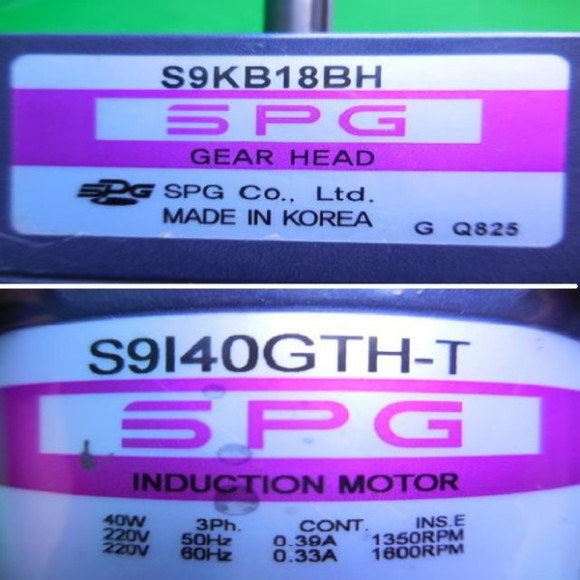 S9KB18BH
SPG
GEAR HEAD
SPG SPG Co., Ltd.
MADE IN KOREA G Q825
S9I40GTH-T
SPG
INDUCTION MOTOR
40W 3Ph. CONT. INS.E
220V 50Hz 0.39A 1350RPM
220V 60Hz 0.33A 1600RPM